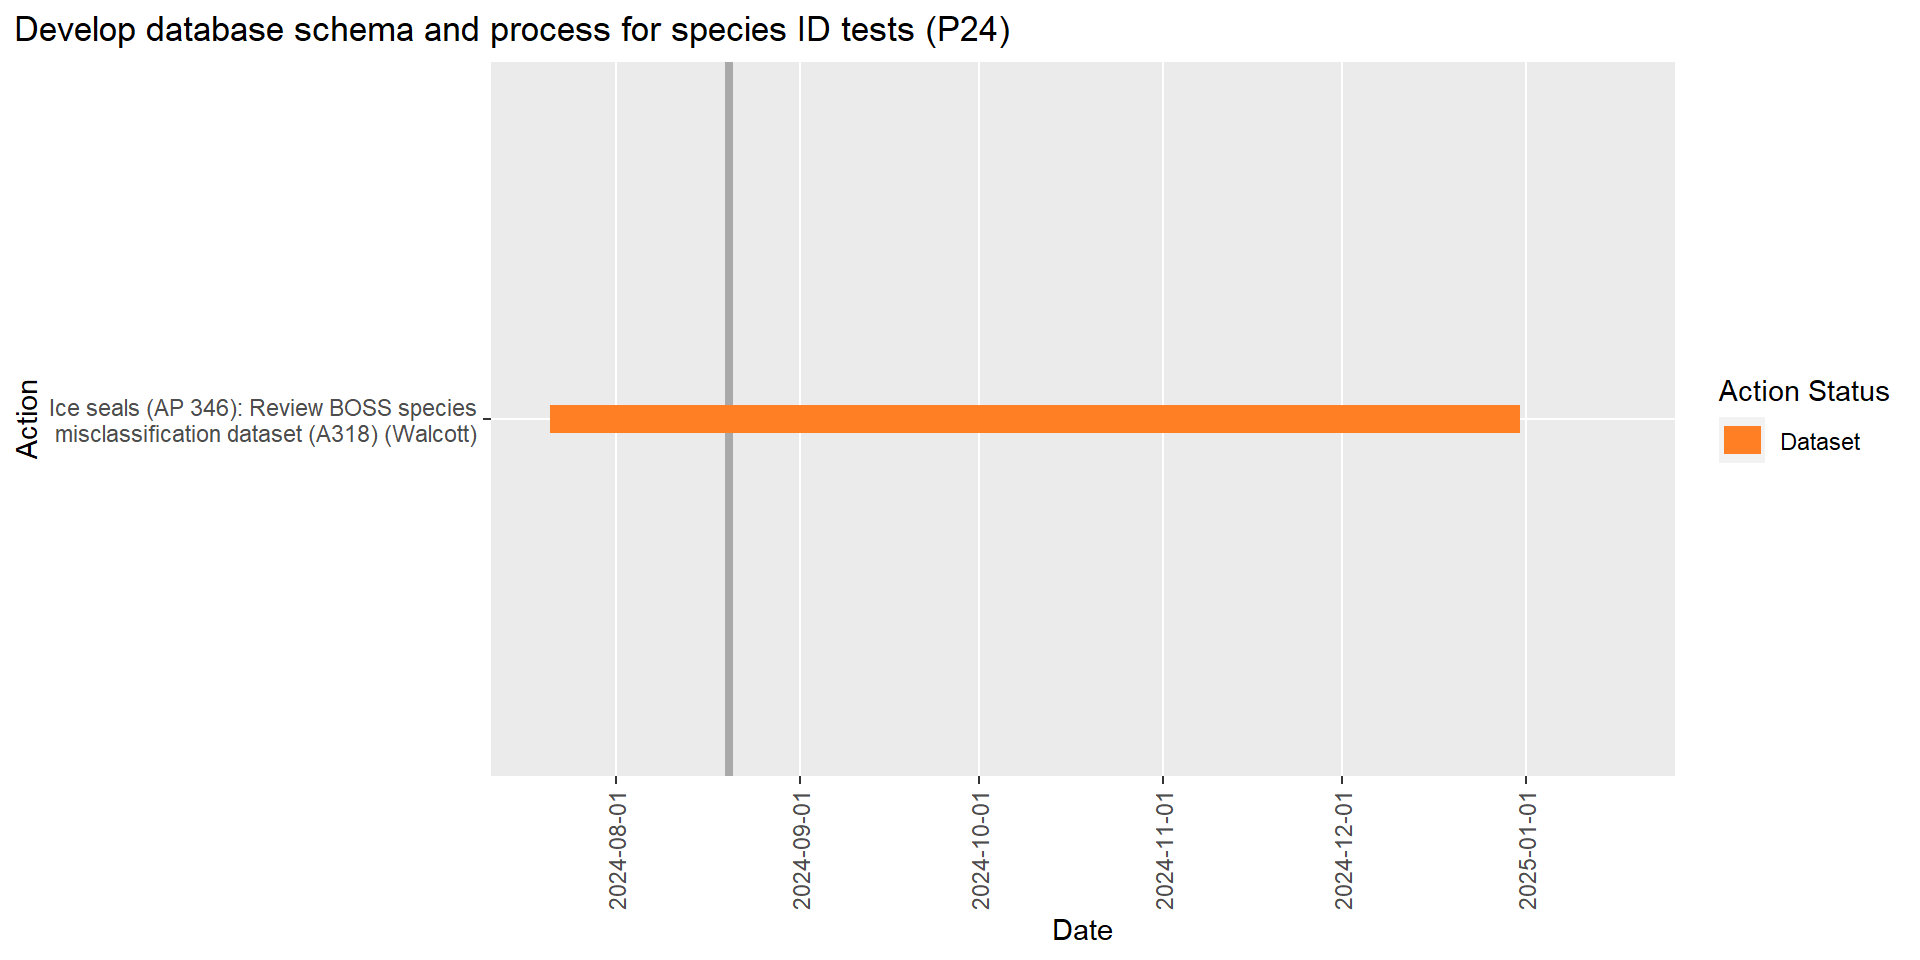 Develop database schema and process for species ID tests (P24)
Action
Ice seals (AP 346): Review BOSS species
misclassification dataset (A318) (Walcott)
Action Status
Dataset
2024-08-01
2024-09-01
2024-10-01
2024-11-01
2024-12-01
2025-01-01
Date